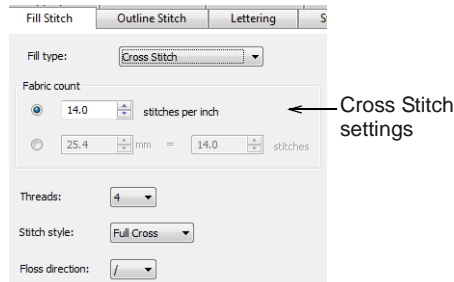 Fill Stitch Outline Stitch Lettering
Fill type: Cross Stitch
Fabric count
14.0 stitches per inch
25.4 mm = 14.0 stitches
Cross Stitch
settings
Threads: 4
Stitch style: Full Cross
Floss direction: /